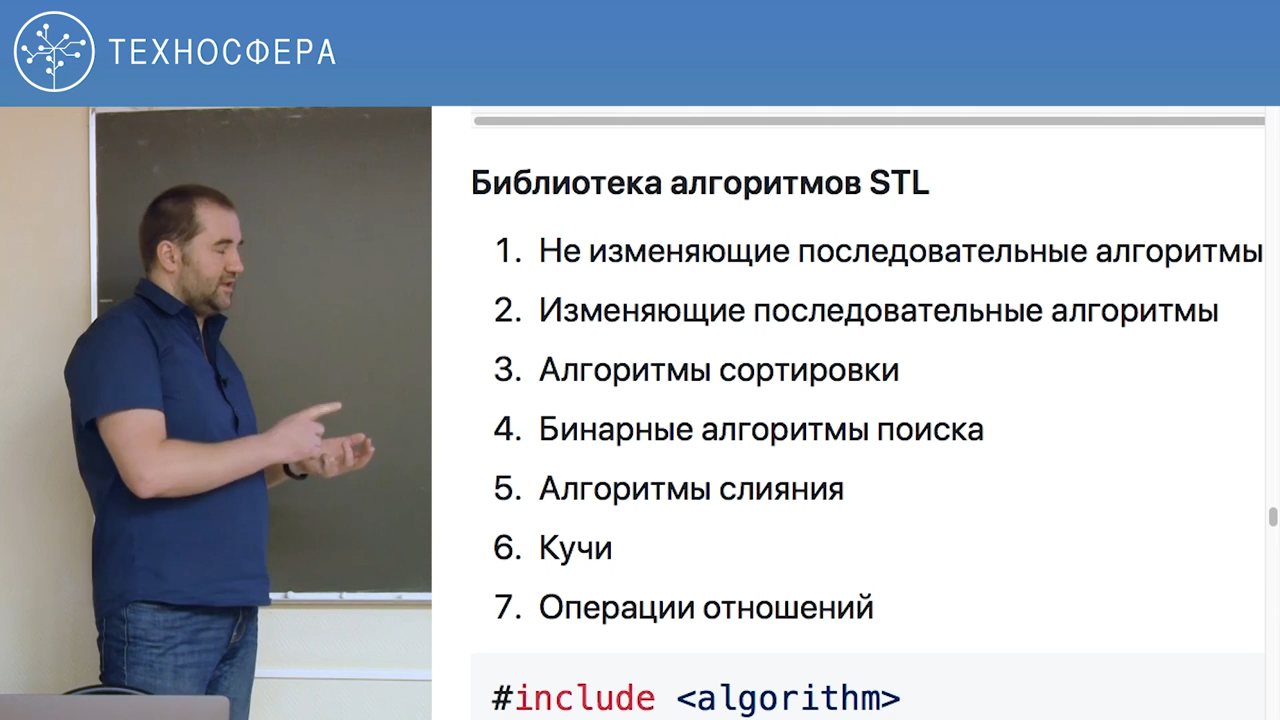 ТЕХНОСФЕРА
Библиотека алгоритмов STL
1. Не изменяющие последовательные алгоритмы
2. Изменяющие последовательные алгоритмы
3. Алгоритмы сортировки
4. Бинарные алгоритмы поиска
5. Алгоритмы слияния
6. Кучи
7. Операции отношений
#include <algorithm>